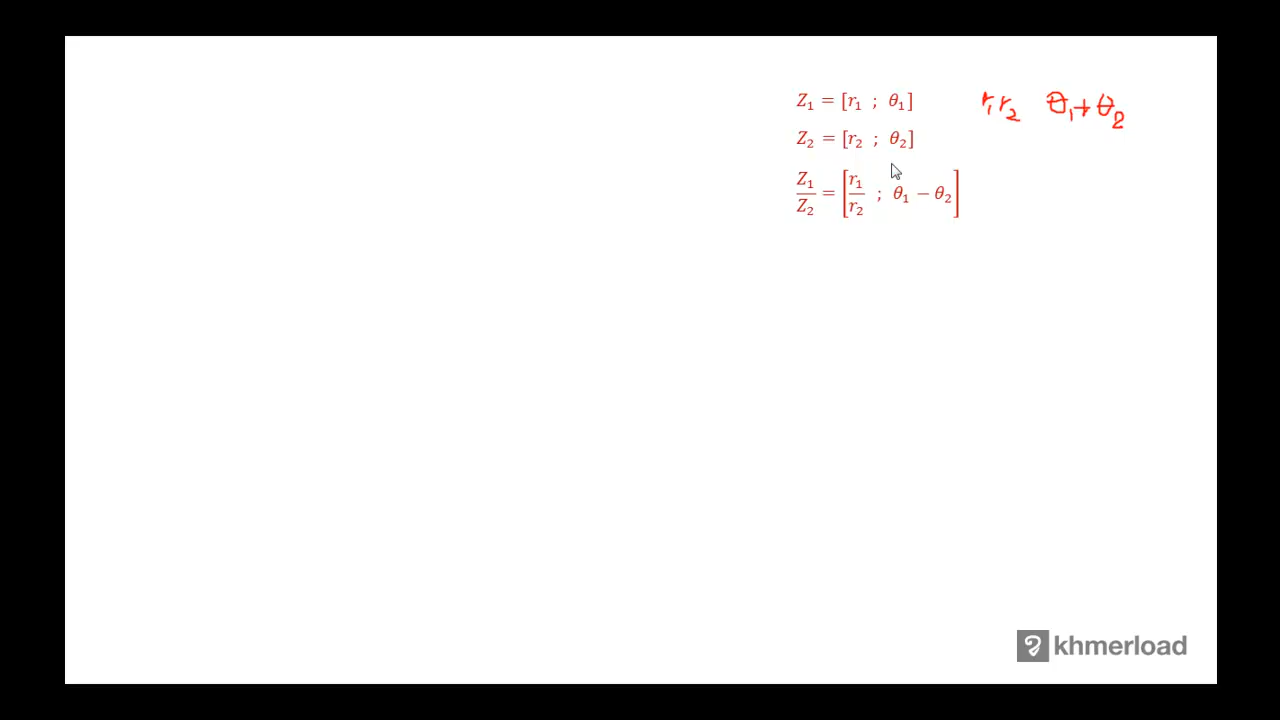 Z₁ = [r₁ ; θ₁] r₁r₂ θ₁+θ₂
Z₂ = [r₂ ; θ₂]
Z₁/Z₂ = [r₁/r₂ ; θ₁ − θ₂]
khmerload